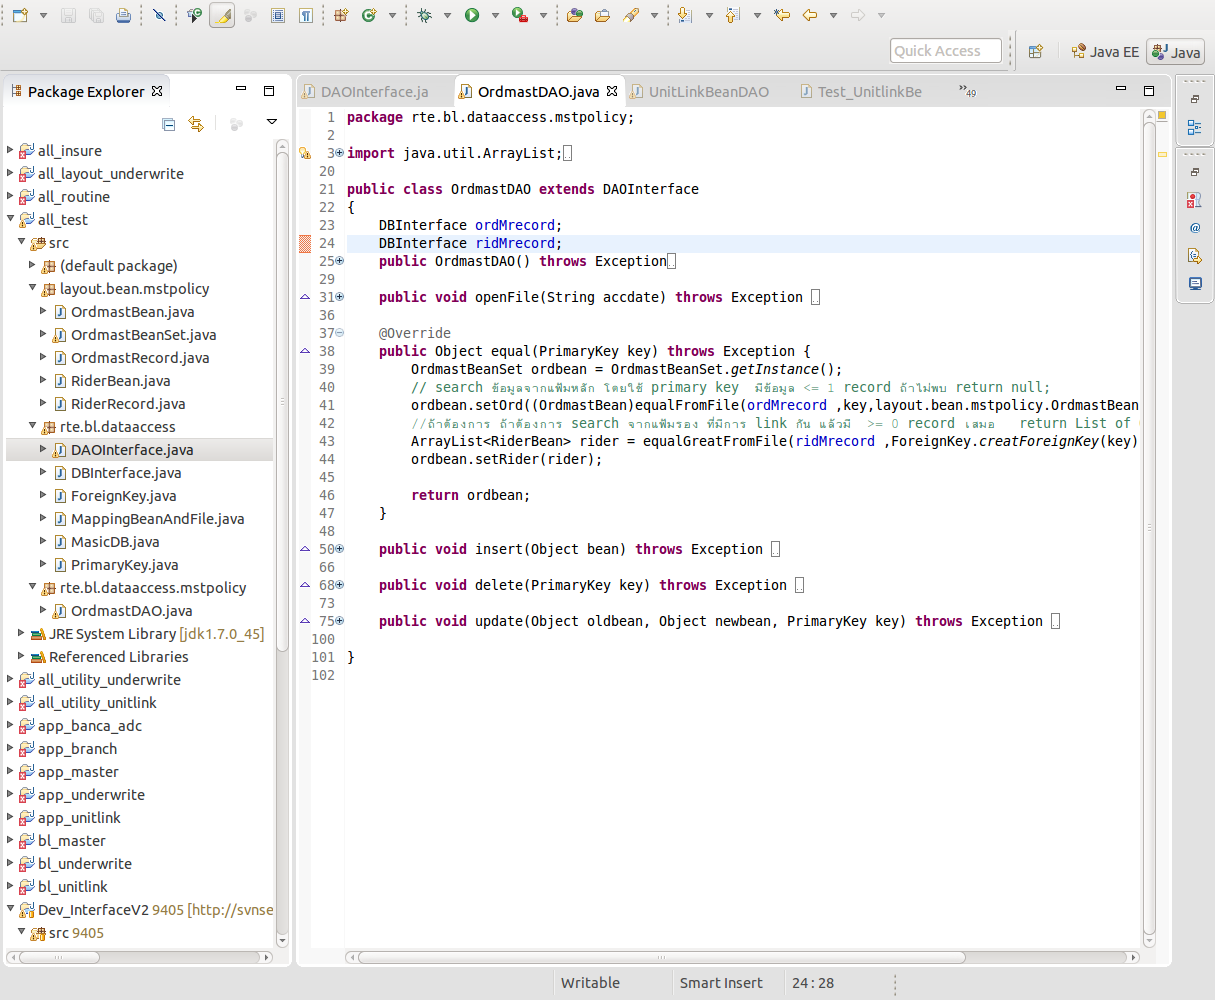 Quick Access
Java EE
Java
Package Explorer
all_insure
all_layout_underwrite
all_routine
all_test
src
(default package)
layout.bean.mstpolicy
OrdmastBean.java
OrdmastBeanSet.java
OrdmastRecord.java
RiderBean.java
RiderRecord.java
rte.bl.dataaccess
DAOInterface.java
DBInterface.java
ForeignKey.java
MappingBeanAndFile.java
MasicDB.java
PrimaryKey.java
rte.bl.dataaccess.mstpolicy
OrdmastDAO.java
JRE System Library [jdk1.7.0_45]
Referenced Libraries
all_utility_underwrite
all_utility_unitlink
app_banca_adc
app_branch
app_master
app_underwrite
app_unitlink
bl_master
bl_underwrite
bl_unitlink
Dev_InterfaceV2 9405 [http://svnse
src 9405
DAOInterface.ja
OrdmastDAO.java
UnitLinkBeanDAO
Test_UnitlinkBe
»49
1 package rte.bl.dataaccess.mstpolicy;
2
3 import java.util.ArrayList;
20
21 public class OrdmastDAO extends DAOInterface
22 {
23 DBInterface ordMrecord;
24 DBInterface ridMrecord;
25 public OrdmastDAO() throws Exception
29
31 public void openFile(String accdate) throws Exception
36
37 @Override
38 public Object equal(PrimaryKey key) throws Exception {
39 OrdmastBeanSet ordbean = OrdmastBeanSet.getInstance();
40 // search ข้อมูลจากแฟ้มหลัก โดยใช้ primary key มีข้อมูล <= 1 record ถ้าไม่พบ return null;
41 ordbean.setOrd((OrdmastBean)equalFromFile(ordMrecord ,key,layout.bean.mstpolicy.OrdmastBean
42 //ถ้าต้องการ ถ้าต้องการ search จากแฟ้มรอง ที่มีการ link กัน แล้วมี >= 0 record เสมอ return List of
43 ArrayList<RiderBean> rider = equalGreatFromFile(ridMrecord ,ForeignKey.creatForeignKey(key)
44 ordbean.setRider(rider);
45
46 return ordbean;
47 }
48
50 public void insert(Object bean) throws Exception
66
68 public void delete(PrimaryKey key) throws Exception
73
75 public void update(Object oldbean, Object newbean, PrimaryKey key) throws Exception
100
101 }
102
Writable
Smart Insert
24 : 28